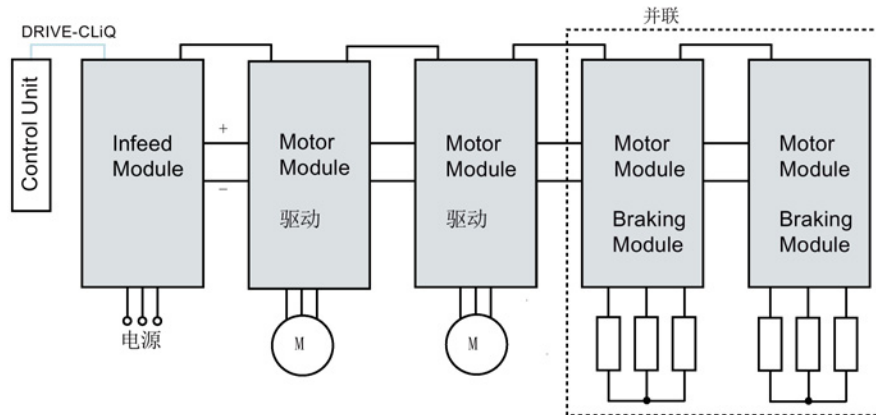 并联
DRIVE-CLiQ
Control Unit
Infeed
Module
+
−
电源
Motor
Module
驱动
M
Motor
Module
驱动
M
Motor
Module
Braking
Module
Motor
Module
Braking
Module